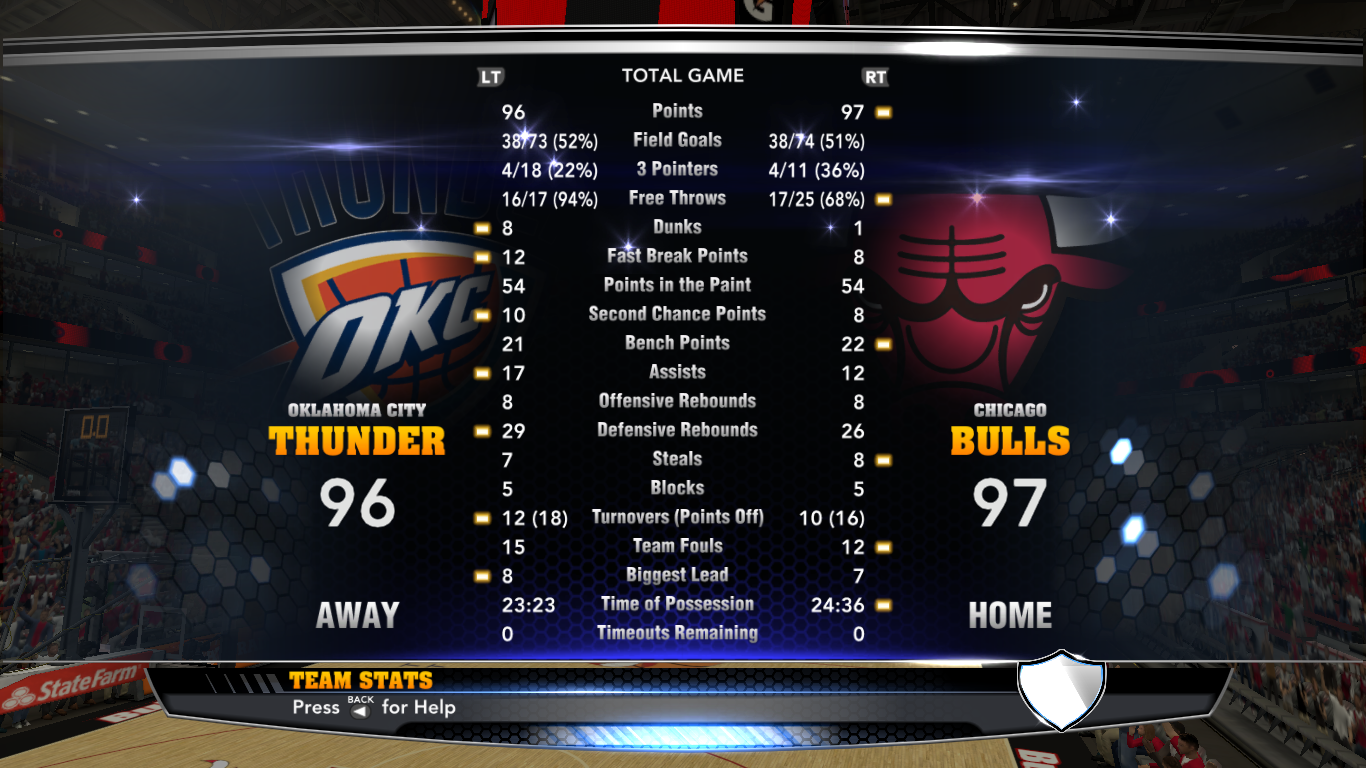 LT TOTAL GAME RT
96 Points 97
38/73 (52%) Field Goals 38/74 (51%)
4/18 (22%) 3 Pointers 4/11 (36%)
16/17 (94%) Free Throws 17/25 (68%)
8 Dunks 1
12 Fast Break Points 8
54 Points in the Paint 54
10 Second Chance Points 8
21 Bench Points 22
17 Assists 12
8 Offensive Rebounds 8
29 Defensive Rebounds 26
7 Steals 8
5 Blocks 5
12 (18) Turnovers (Points Off) 10 (16)
15 Team Fouls 12
8 Biggest Lead 7
23:23 Time of Possession 24:36
0 Timeouts Remaining 0
THUNDER
OKC
OKLAHOMA CITY
THUNDER
96
AWAY
CHICAGO
BULLS
97
HOME
0.0
StateFarm
TEAM STATS
Press BACK for Help